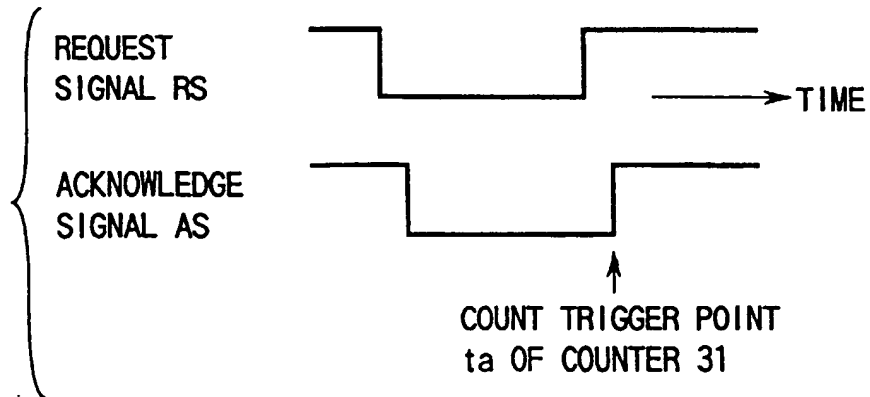 REQUEST
SIGNAL RS
TIME
ACKNOWLEDGE
SIGNAL AS
COUNT TRIGGER POINT
ta OF COUNTER 31